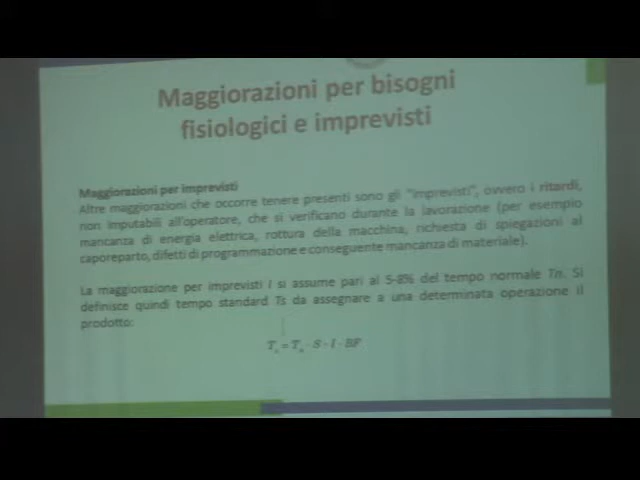 Maggiorazioni per bisogni
fisiologici e imprevisti
Maggiorazioni per imprevisti
Altre maggiorazioni che occorre tenere presenti sono gli "imprevisti", ovvero i ritardi,
non imputabili all'operatore, che si verificano durante la lavorazione (per esempio
mancanza di energia elettrica, rottura della macchina, richiesta di spiegazioni al
caporeparto, difetti di programmazione e conseguente mancanza di materiale).
La maggiorazione per imprevisti I si assume pari al 5-8% del tempo normale Tn. Si
definisce quindi tempo standard Ts da assegnare a una determinata operazione il
prodotto:
T_s = T_n · S · I · BF